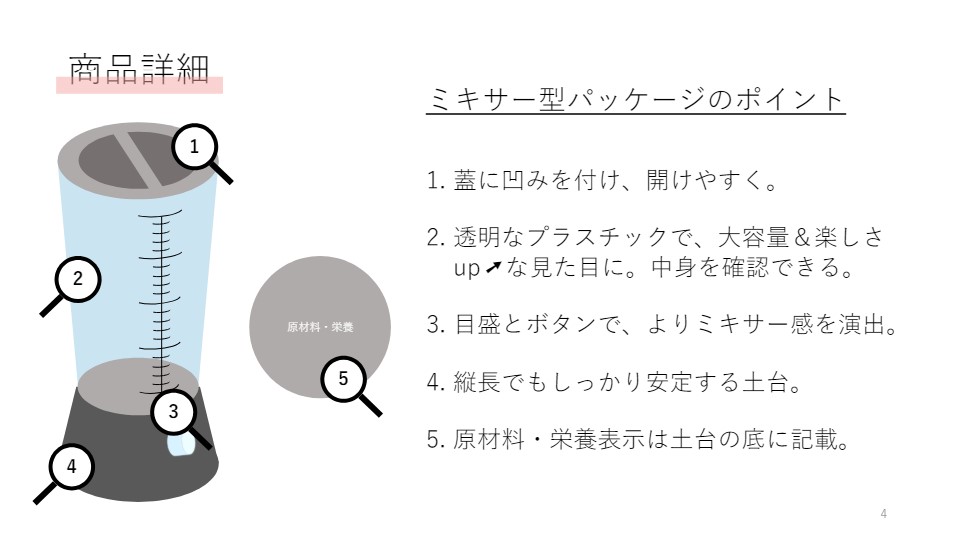 商品詳細
ミキサー型パッケージのポイント
1
1. 蓋に凹みを付け、開けやすく。
2. 透明なプラスチックで、大容量＆楽しさ
up➚な見た目に。中身を確認できる。
2
原材料・栄養
3. 目盛とボタンで、よりミキサー感を演出。
5
4. 縦長でもしっかり安定する土台。
3
5. 原材料・栄養表示は土台の底に記載。
4
4